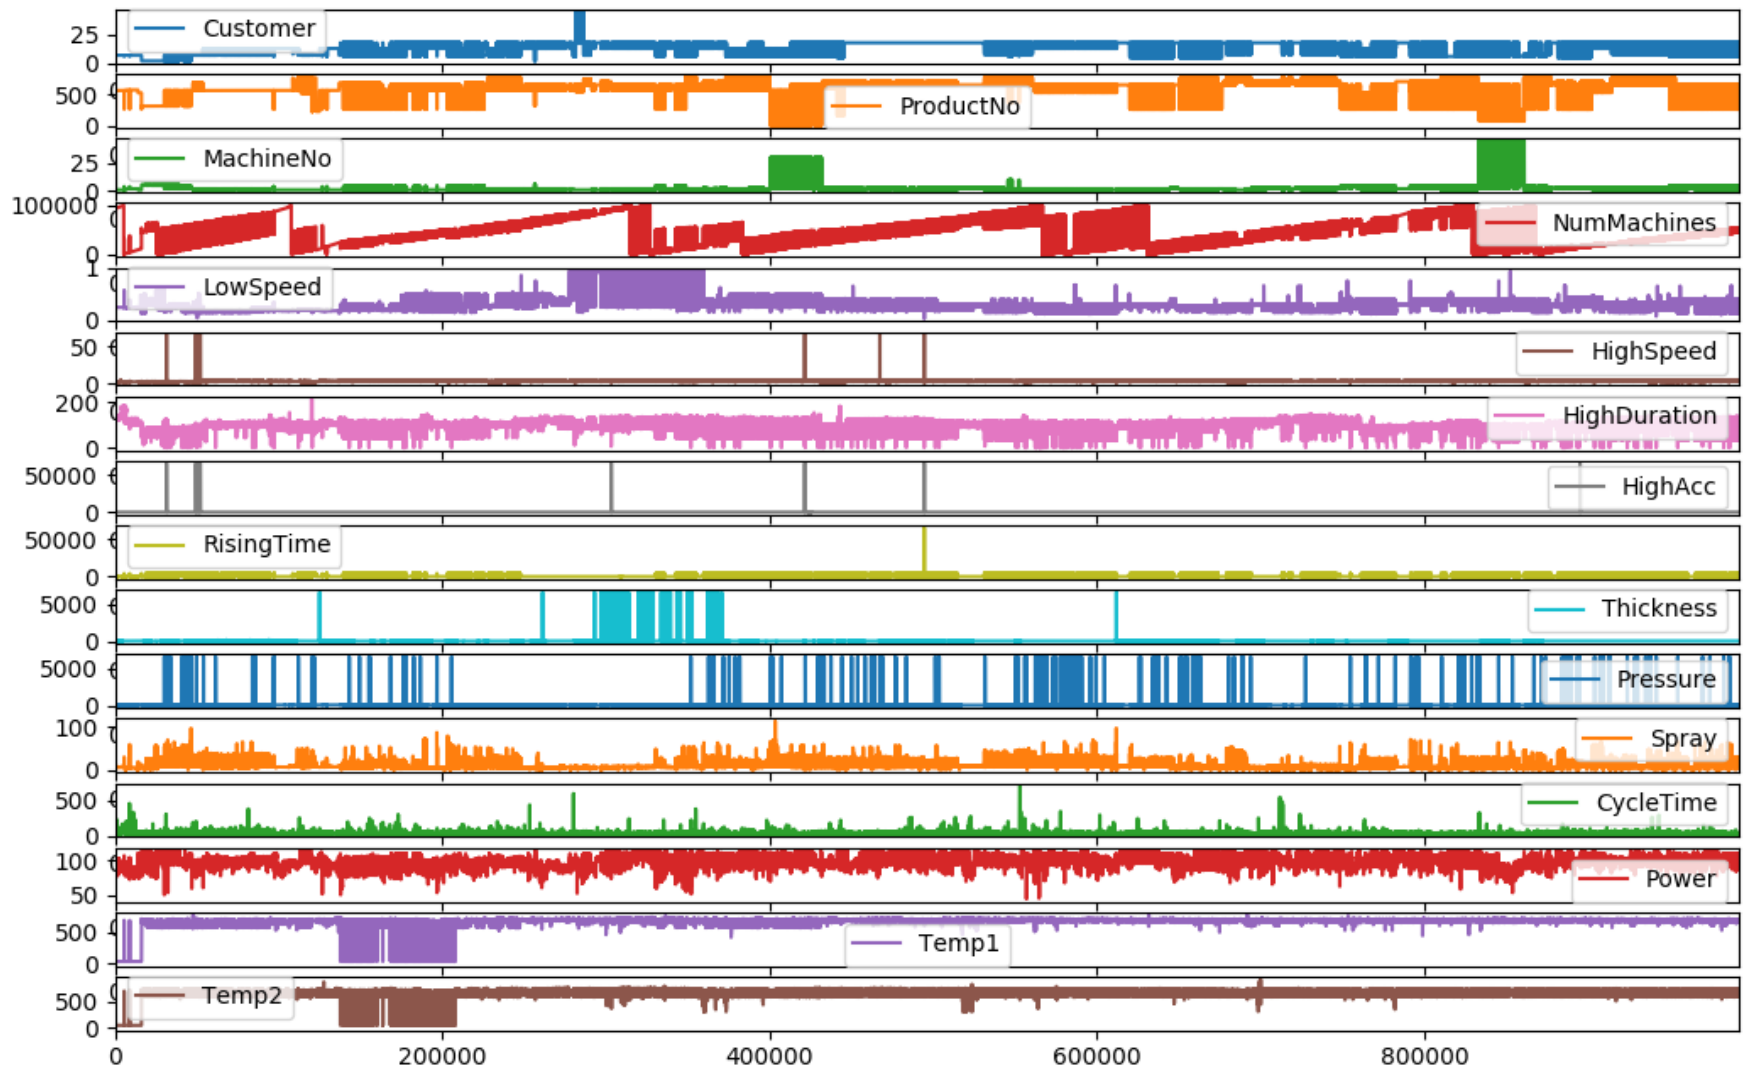 25
0
Customer
500
0
ProductNo
25
0
MachineNo
100000
0
NumMachines
1
0
LowSpeed
50
0
HighSpeed
200
0
HighDuration
50000
0
HighAcc
50000
0
RisingTime
5000
0
Thickness
5000
0
Pressure
100
0
Spray
500
0
CycleTime
100
50
Power
500
0
Temp1
500
0
Temp2
0 200000 400000 600000 800000